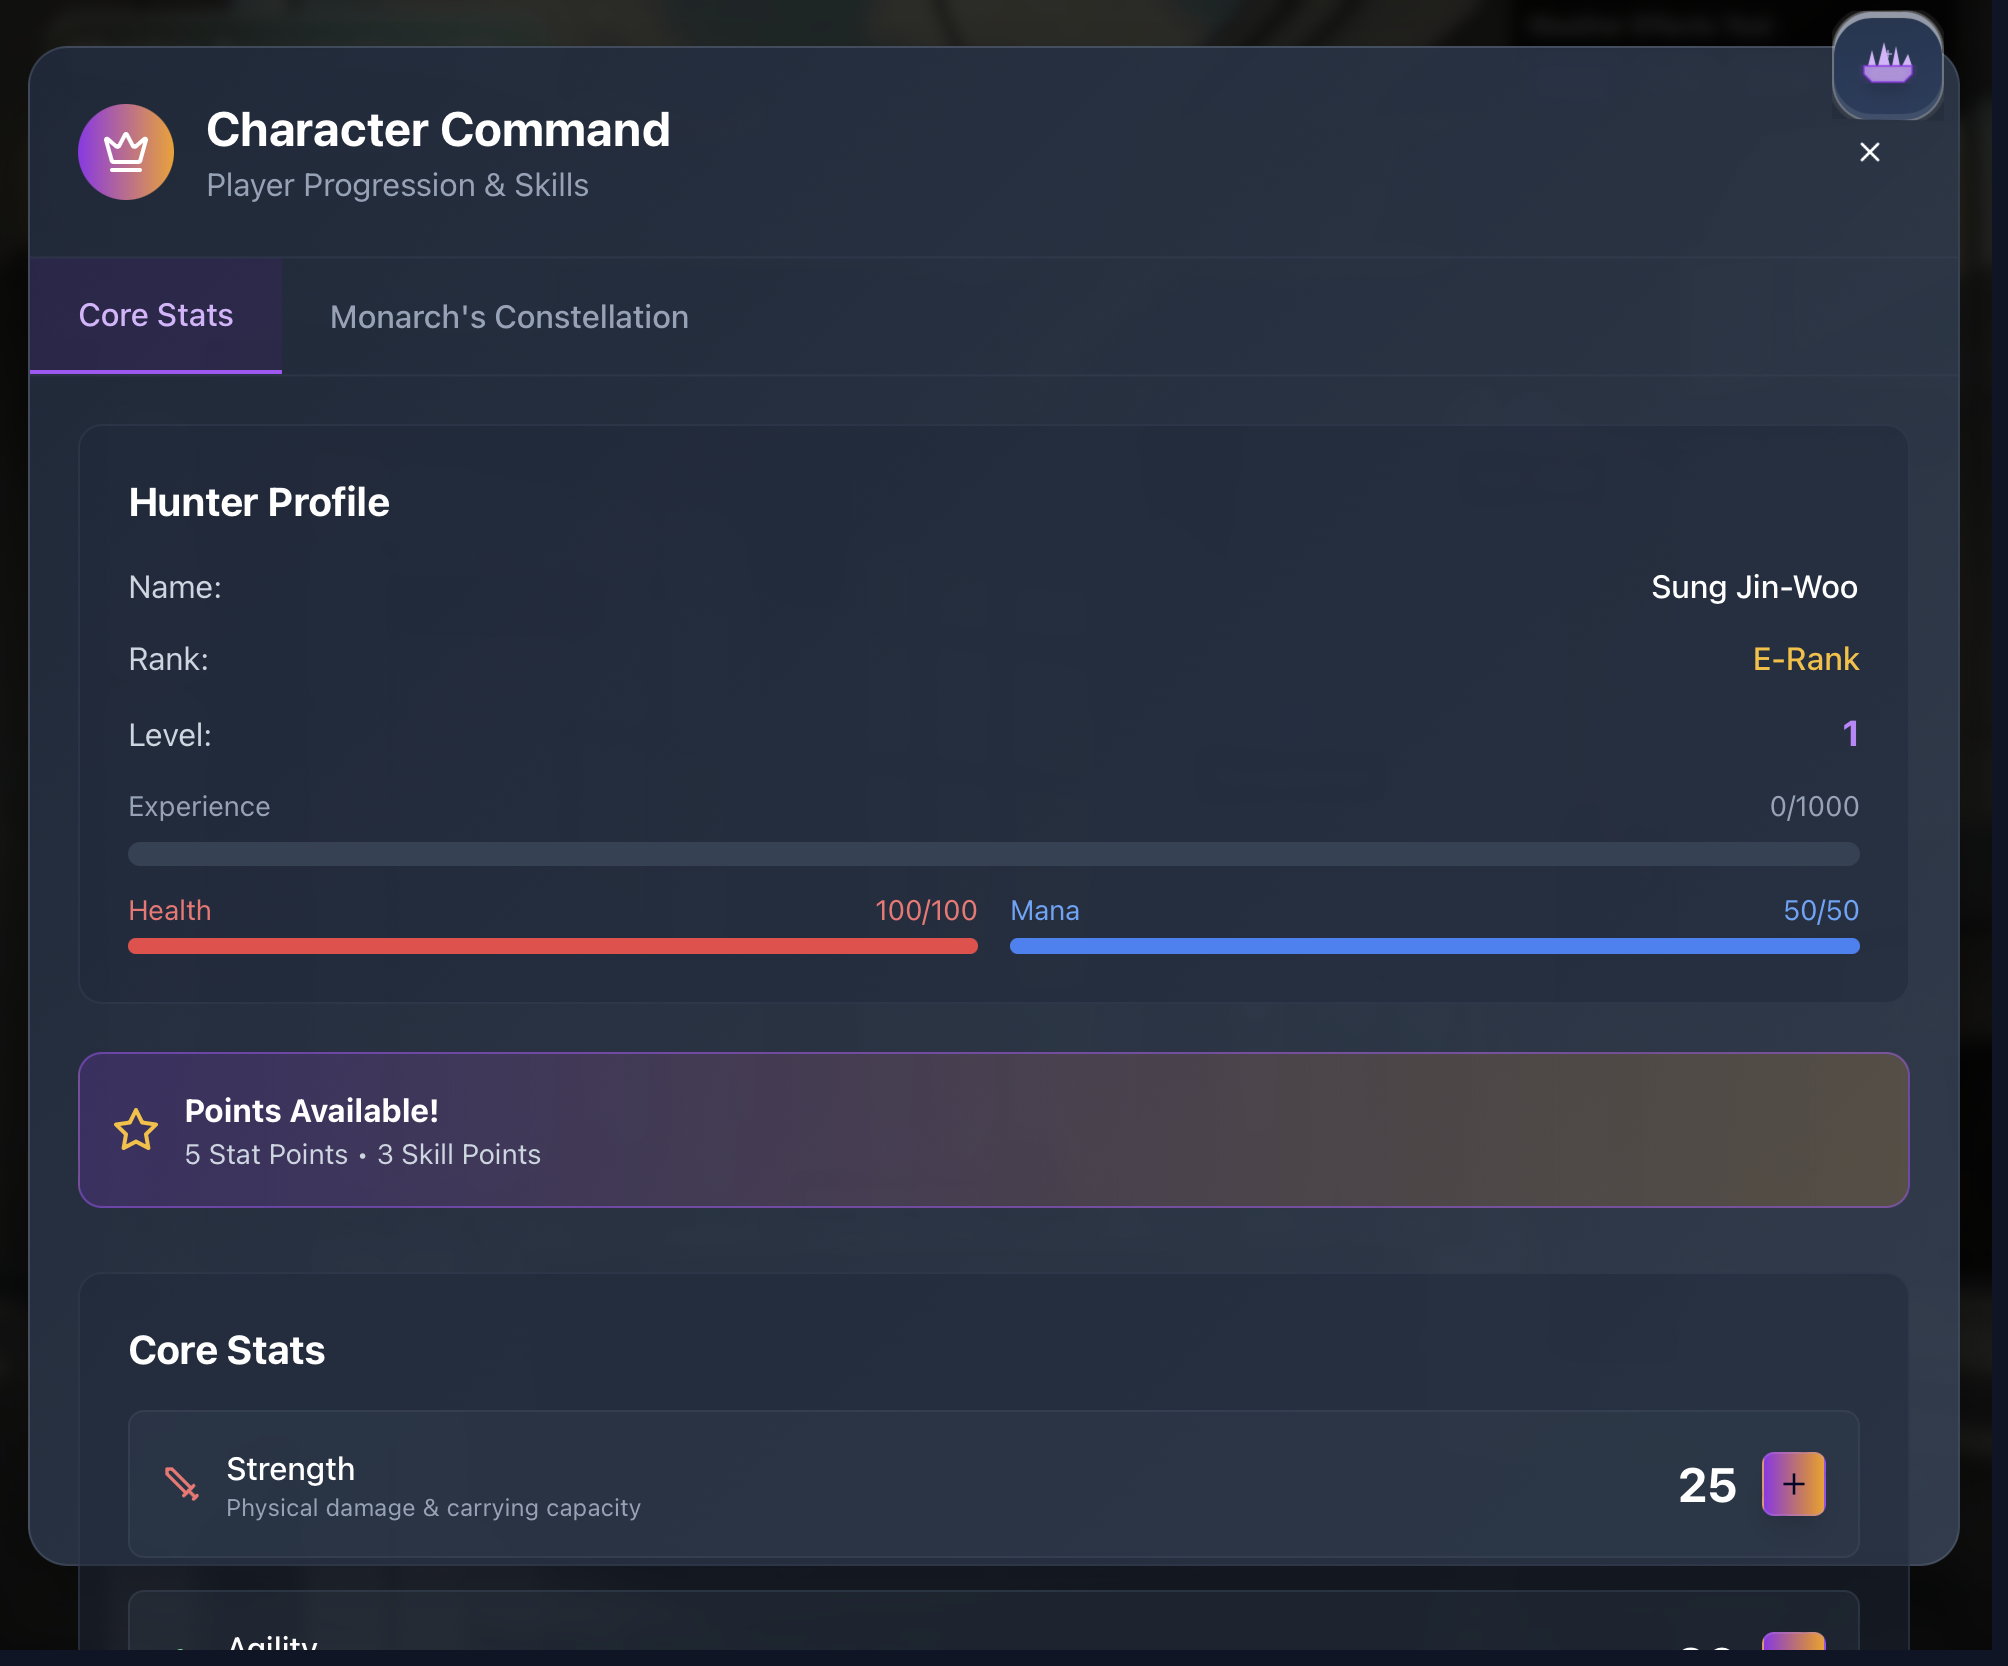 Character Command
Player Progression & Skills
Core Stats
Monarch's Constellation
Hunter Profile
Name: Sung Jin-Woo
Rank: E-Rank
Level: 1
Experience 0/1000
Health 100/100 Mana 50/50
Points Available!
5 Stat Points • 3 Skill Points
Core Stats
Strength
Physical damage & carrying capacity
25
Agility